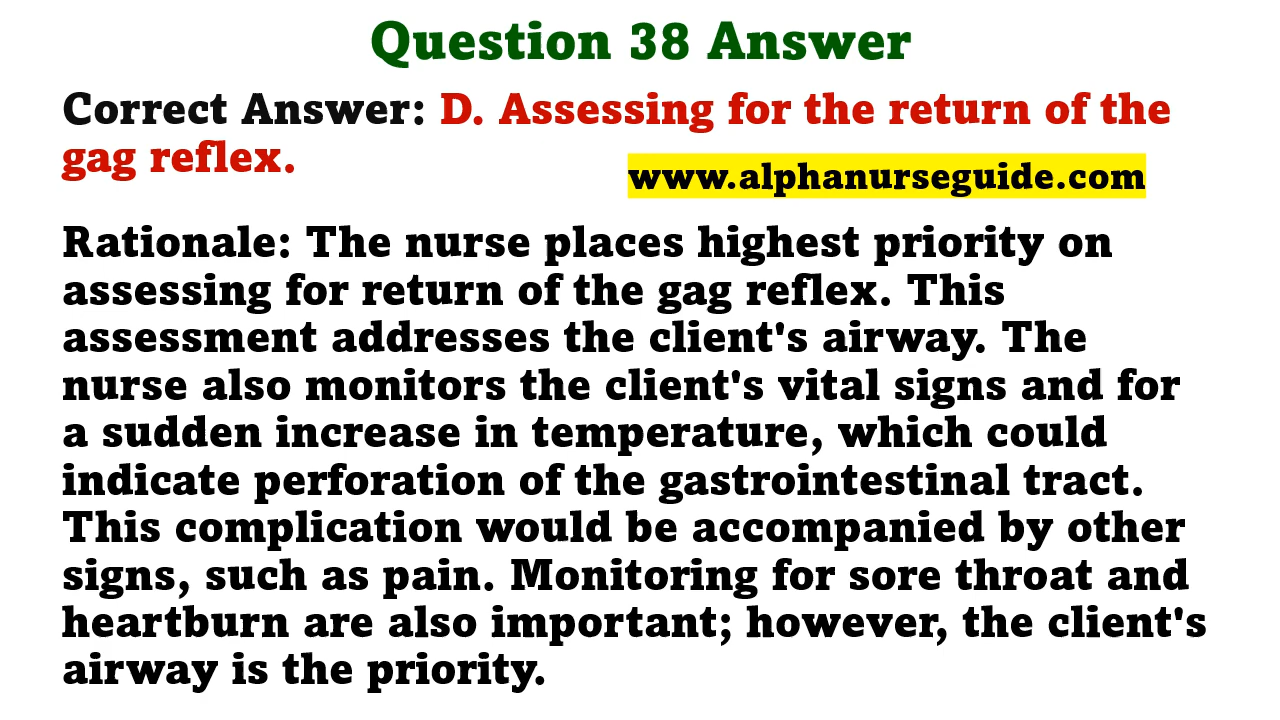 Question 38 Answer
Correct Answer: D. Assessing for the return of the
gag reflex.
www.alphanurseguide.com
Rationale: The nurse places highest priority on
assessing for return of the gag reflex. This
assessment addresses the client's airway. The
nurse also monitors the client's vital signs and for
a sudden increase in temperature, which could
indicate perforation of the gastrointestinal tract.
This complication would be accompanied by other
signs, such as pain. Monitoring for sore throat and
heartburn are also important; however, the client's
airway is the priority.